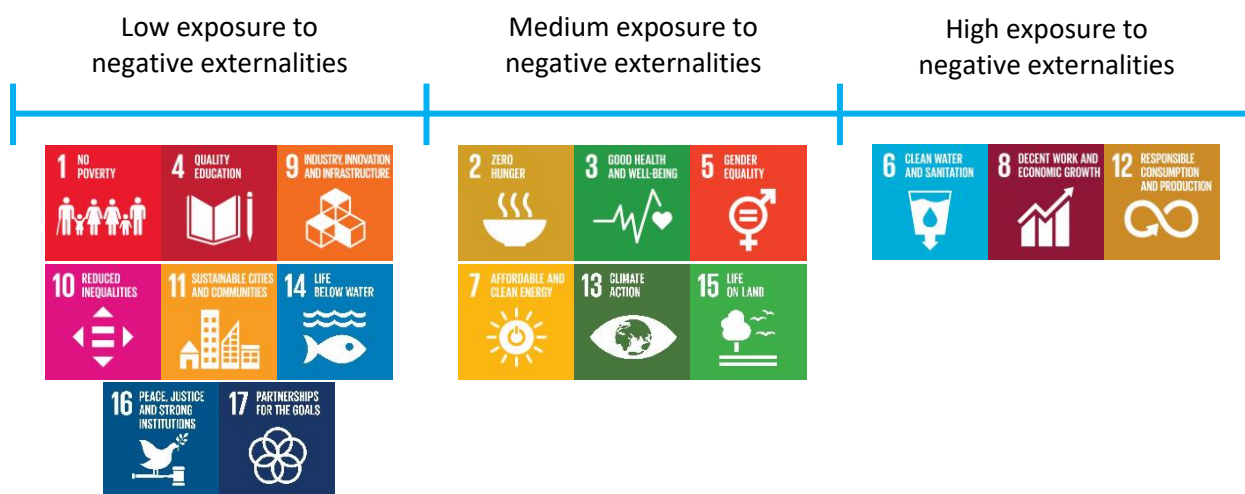 Low exposure to
negative externalities
Medium exposure to
negative externalities
High exposure to
negative externalities
1 NO
POVERTY
4 QUALITY
EDUCATION
9 INDUSTRY, INNOVATION
AND INFRASTRUCTURE
10 REDUCED
INEQUALITIES
11 SUSTAINABLE CITIES
AND COMMUNITIES
14 LIFE
BELOW WATER
16 PEACE, JUSTICE
AND STRONG
INSTITUTIONS
17 PARTNERSHIPS
FOR THE GOALS
2 ZERO
HUNGER
3 GOOD HEALTH
AND WELL-BEING
5 GENDER
EQUALITY
7 AFFORDABLE AND
CLEAN ENERGY
13 CLIMATE
ACTION
15 LIFE
ON LAND
6 CLEAN WATER
AND SANITATION
8 DECENT WORK AND
ECONOMIC GROWTH
12 RESPONSIBLE
CONSUMPTION
AND PRODUCTION